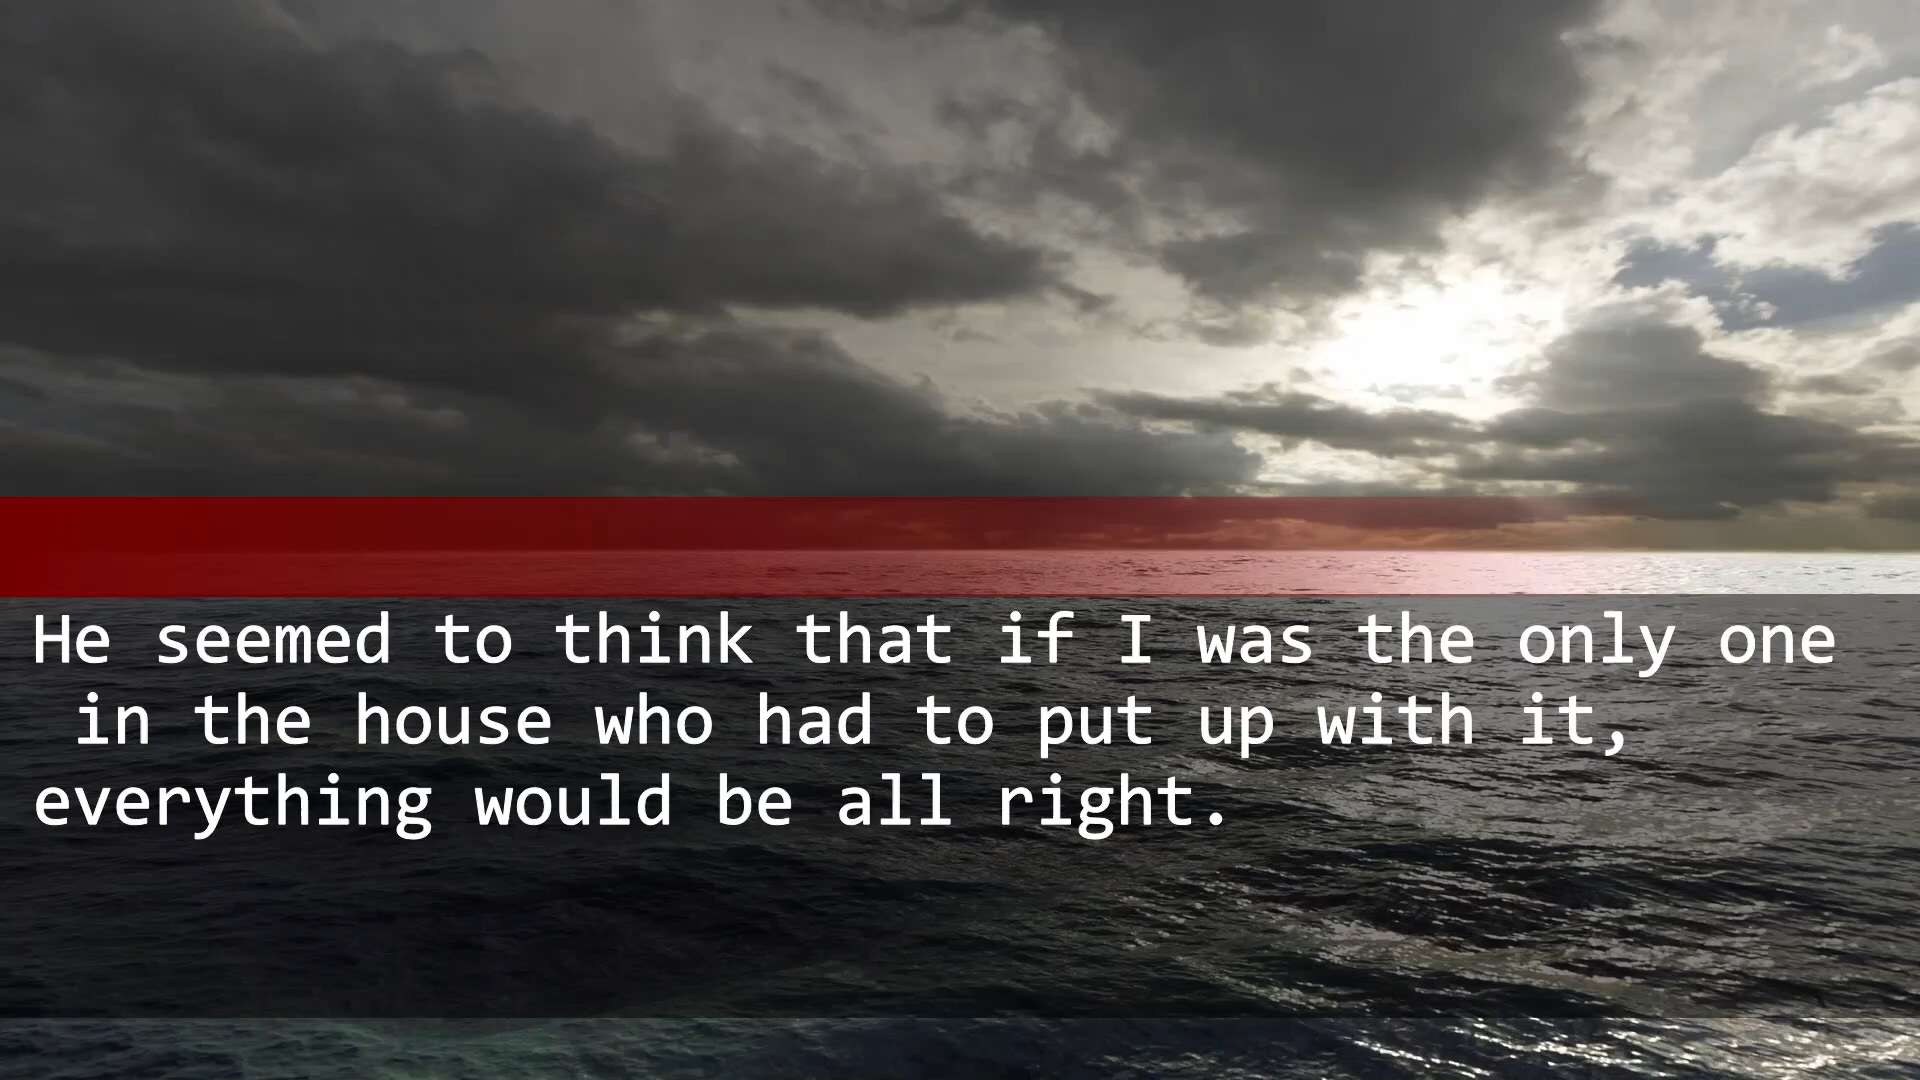 He seemed to think that if I was the only one
in the house who had to put up with it,
everything would be all right.